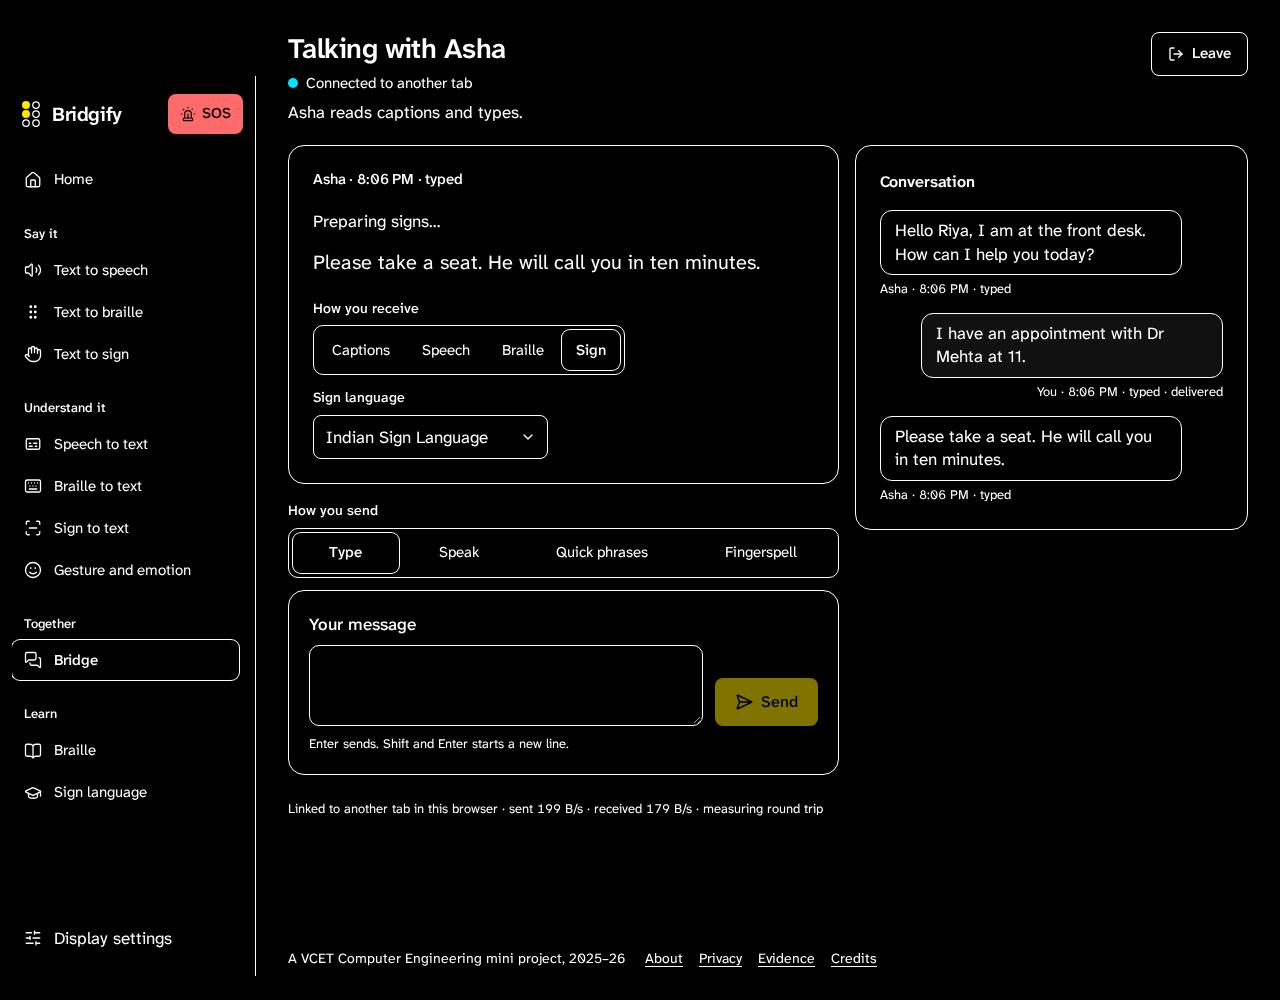 Bridgify
SOS
Home
Say it
Text to speech
Text to braille
Text to sign
Understand it
Speech to text
Braille to text
Sign to text
Gesture and emotion
Together
Bridge
Learn
Braille
Sign language
Display settings
Talking with Asha
Connected to another tab
Asha reads captions and types.
Leave
Asha · 8:06 PM · typed
Preparing signs…
Please take a seat. He will call you in ten minutes.
How you receive
Captions Speech Braille Sign
Sign language
Indian Sign Language
How you send
Type Speak Quick phrases Fingerspell
Your message
Send
Enter sends. Shift and Enter starts a new line.
Linked to another tab in this browser · sent 199 B/s · received 179 B/s · measuring round trip
Conversation
Hello Riya, I am at the front desk.
How can I help you today?
Asha · 8:06 PM · typed
I have an appointment with Dr
Mehta at 11.
You · 8:06 PM · typed · delivered
Please take a seat. He will call you
in ten minutes.
Asha · 8:06 PM · typed
A VCET Computer Engineering mini project, 2025–26 About Privacy Evidence Credits